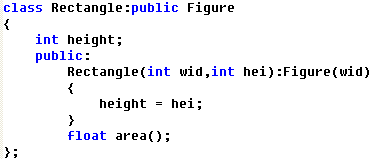 class Rectangle:public Figure
{
    int height;
    public:
        Rectangle(int wid,int hei):Figure(wid)
        {
            height = hei;
        }
        float area();
};